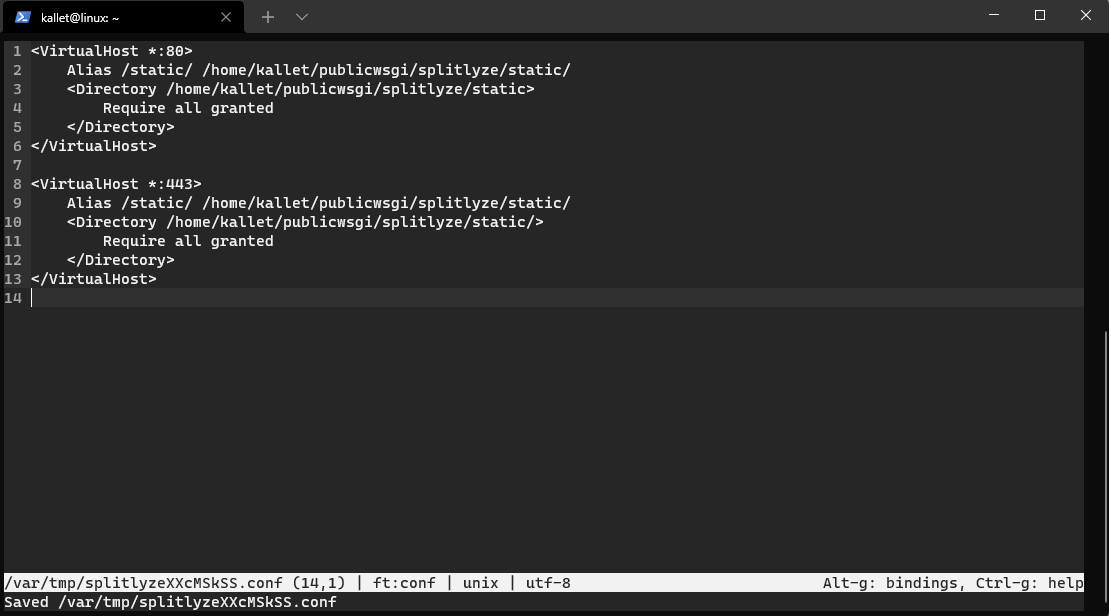 kallet@linux: ~
1 <VirtualHost *:80>
2     Alias /static/ /home/kallet/publicwsgi/splitlyze/static/
3     <Directory /home/kallet/publicwsgi/splitlyze/static>
4         Require all granted
5     </Directory>
6 </VirtualHost>
7
8 <VirtualHost *:443>
9     Alias /static/ /home/kallet/publicwsgi/splitlyze/static/
10     <Directory /home/kallet/publicwsgi/splitlyze/static/>
11         Require all granted
12     </Directory>
13 </VirtualHost>
14
/var/tmp/splitlyzeXXcMSkSS.conf (14,1) | ft:conf | unix | utf-8 Alt-g: bindings, Ctrl-g: help
Saved /var/tmp/splitlyzeXXcMSkSS.conf